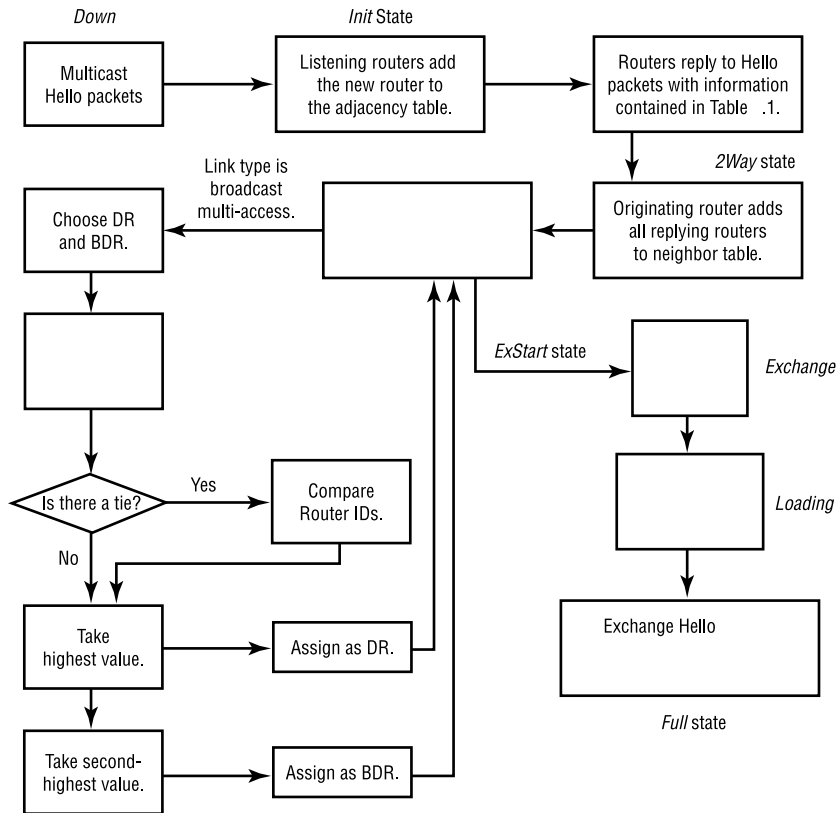 Down
Init State
Multicast
Hello packets
Listening routers add
the new router to
the adjacency table.
Routers reply to Hello
packets with information
contained in Table .1.
2Way state
Link type is
broadcast
multi-access.
Choose DR
and BDR.
Originating router adds
all replying routers
to neighbor table.
ExStart state
Exchange
Is there a tie?
Yes
Compare
Router IDs.
Loading
No
Take
highest value.
Assign as DR.
Exchange Hello
Full state
Take second-
highest value.
Assign as BDR.